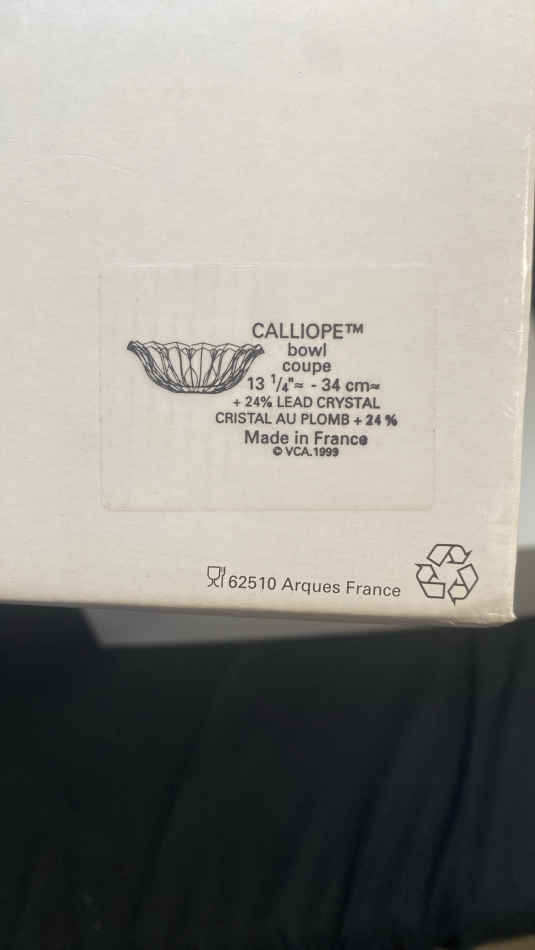 CALLIOPE™
bowl
coupe
13 1/4"≈ - 34 cm≈
+ 24% LEAD CRYSTAL
CRISTAL AU PLOMB + 24 %
Made in France
© VCA.1999
62510 Arques France